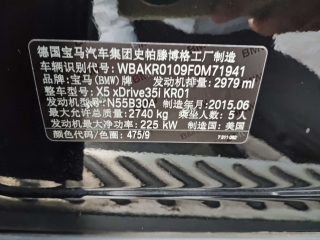 德国宝马汽车集团史帕滕博格工厂制造
车辆识别代号: WBAKR0109F0M71941
品牌: 宝马(BMW)牌 发动机排量: 2979 ml
整车型号: X5 xDrive35i KR01
发动机型号: N55B30A 制造年月: 2015.06
最大允许总质量: 2740 kg 乘坐人数: 5 人
发动机最大净功率: 225 kW 制造国: 美国
颜色代码: 475/9